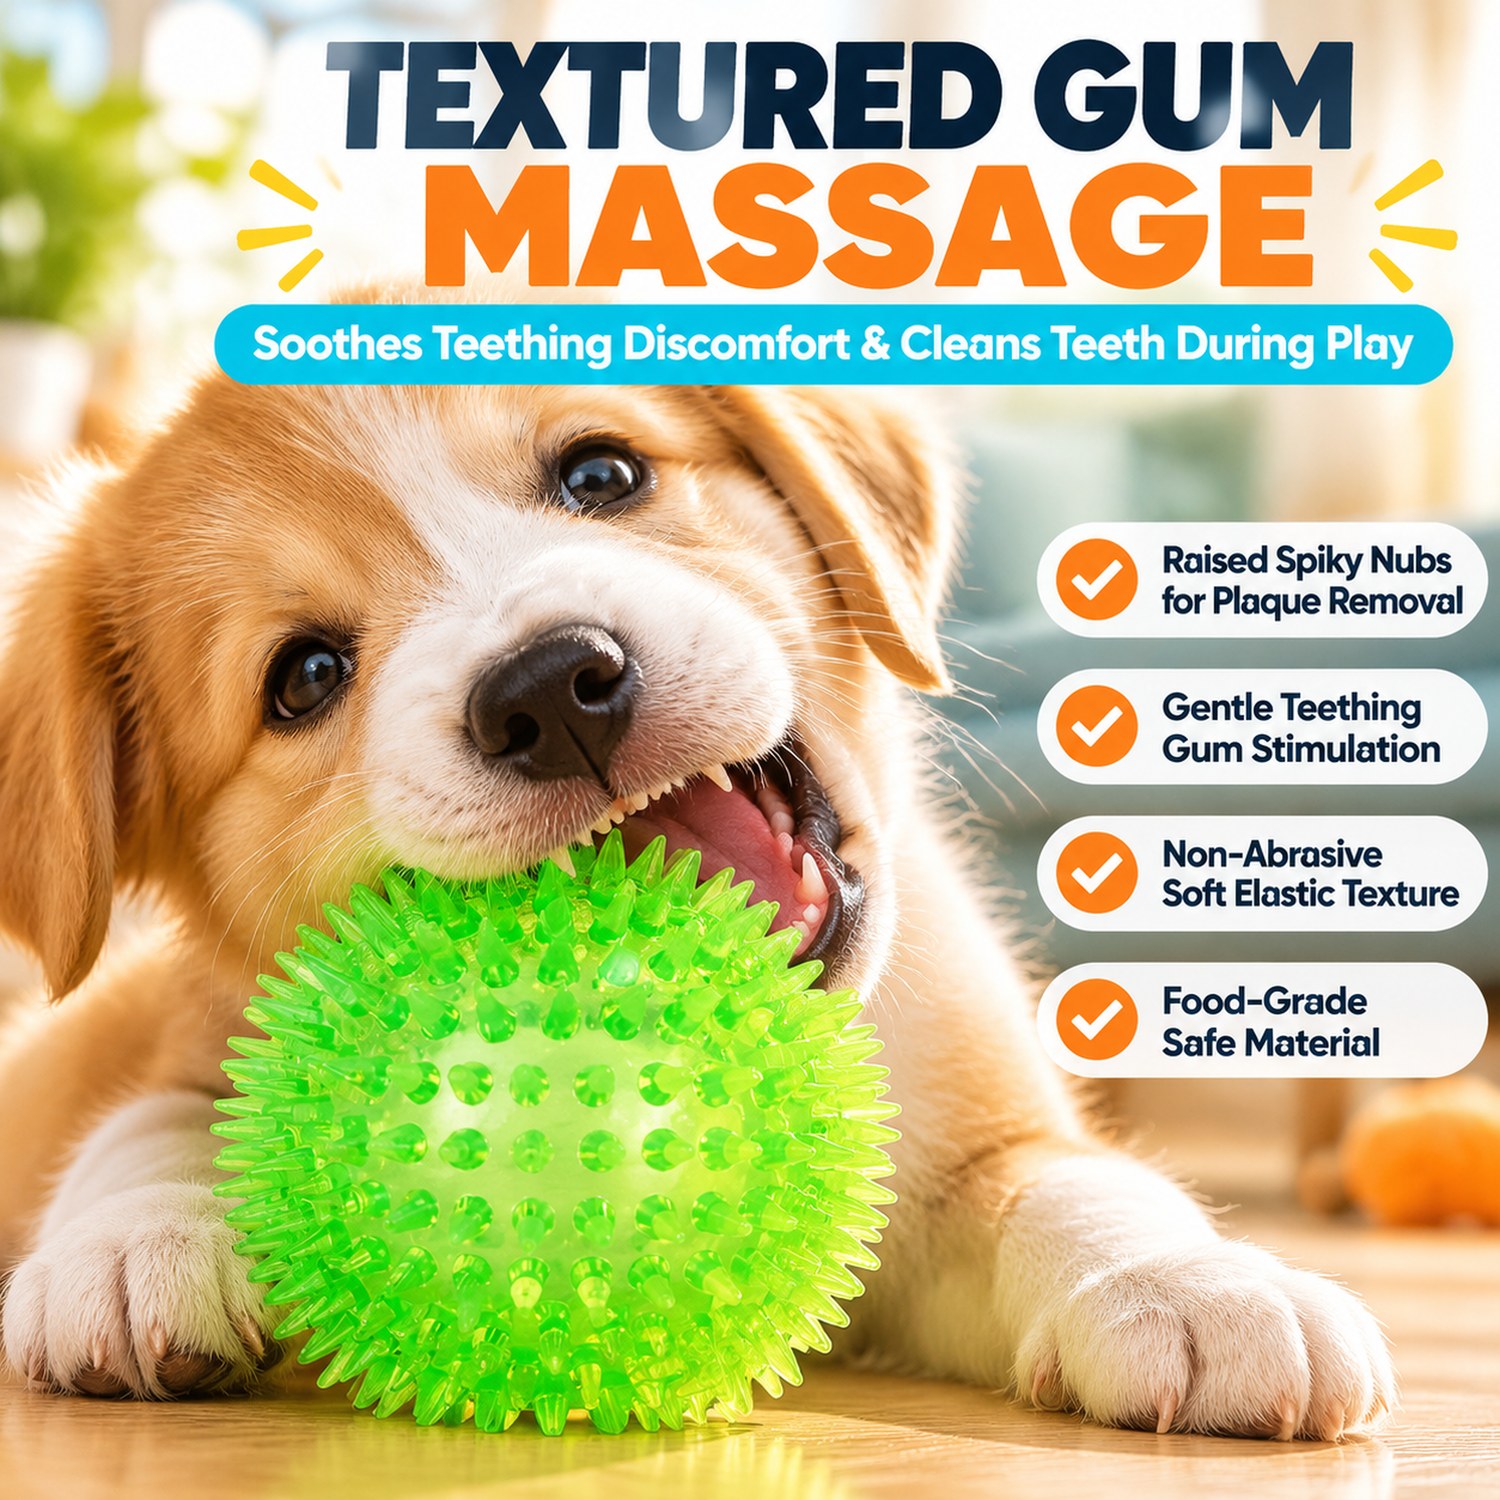 TEXTURED GUM
MASSAGE
Soothes Teething Discomfort & Cleans Teeth During Play
Raised Spiky Nubs
for Plaque Removal
Gentle Teething
Gum Stimulation
Non-Abrasive
Soft Elastic Texture
Food-Grade
Safe Material